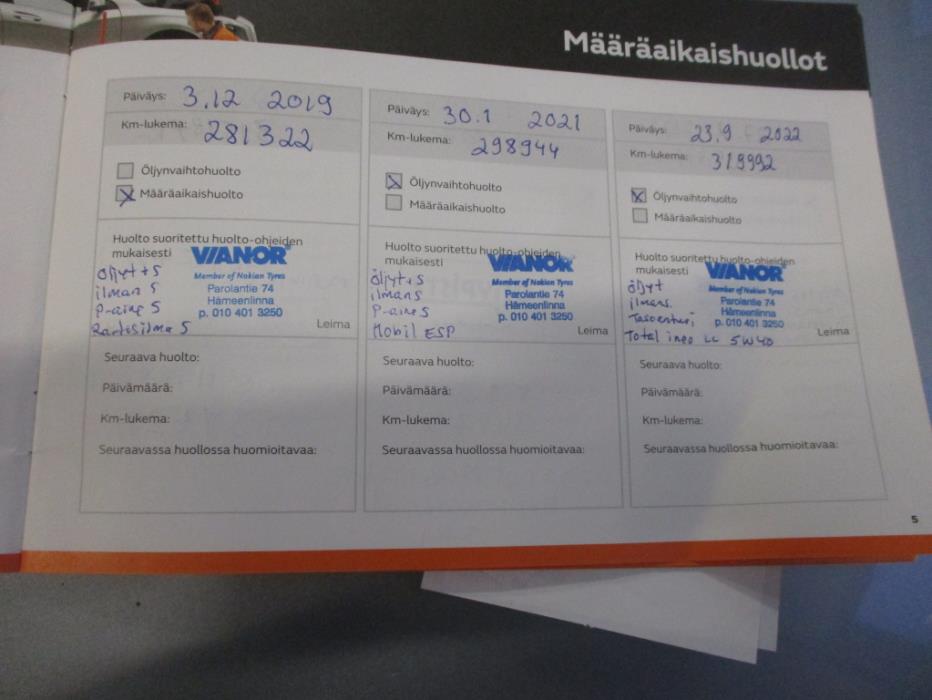 Määräaikaishuollot
Päiväys: 3.12 2019
Km-lukema: 281322
Öljynvaihtohuolto
Määräaikaishuolto
Huolto suoritettu huolto-ohjeiden
mukaisesti
VIANOR
Member of Nokian Tyres
Parolantie 74
Hämeenlinna
p. 010 401 3250
öljyt + S
ilman S
P-aine S
Raitisilma S
Leima
Seuraava huolto:
Päivämäärä:
Km-lukema:
Seuraavassa huollossa huomioitavaa:
Päiväys: 30.1 2021
Km-lukema: 298944
Öljynvaihtohuolto
Määräaikaishuolto
Huolto suoritettu huolto-ohjeiden
mukaisesti
VIANOR
Member of Nokian Tyres
Parolantie 74
Hämeenlinna
p. 010 401 3250
öljyt + S
ilman S
P-aine S
Mobil ESP
Leima
Seuraava huolto:
Päivämäärä:
Km-lukema:
Seuraavassa huollossa huomioitavaa:
Päiväys: 23.9 2022
Km-lukema: 319992
Öljynvaihtohuolto
Määräaikaishuolto
Huolto suoritettu huolto-ohjeiden
mukaisesti
VIANOR
Member of Nokian Tyres
Parolantie 74
Hämeenlinna
p. 010 401 3250
öljyt
ilmans.
Total ineo LL 5W40
Leima
Seuraava huolto:
Päivämäärä:
Km-lukema:
Seuraavassa huollossa huomioitavaa:
5